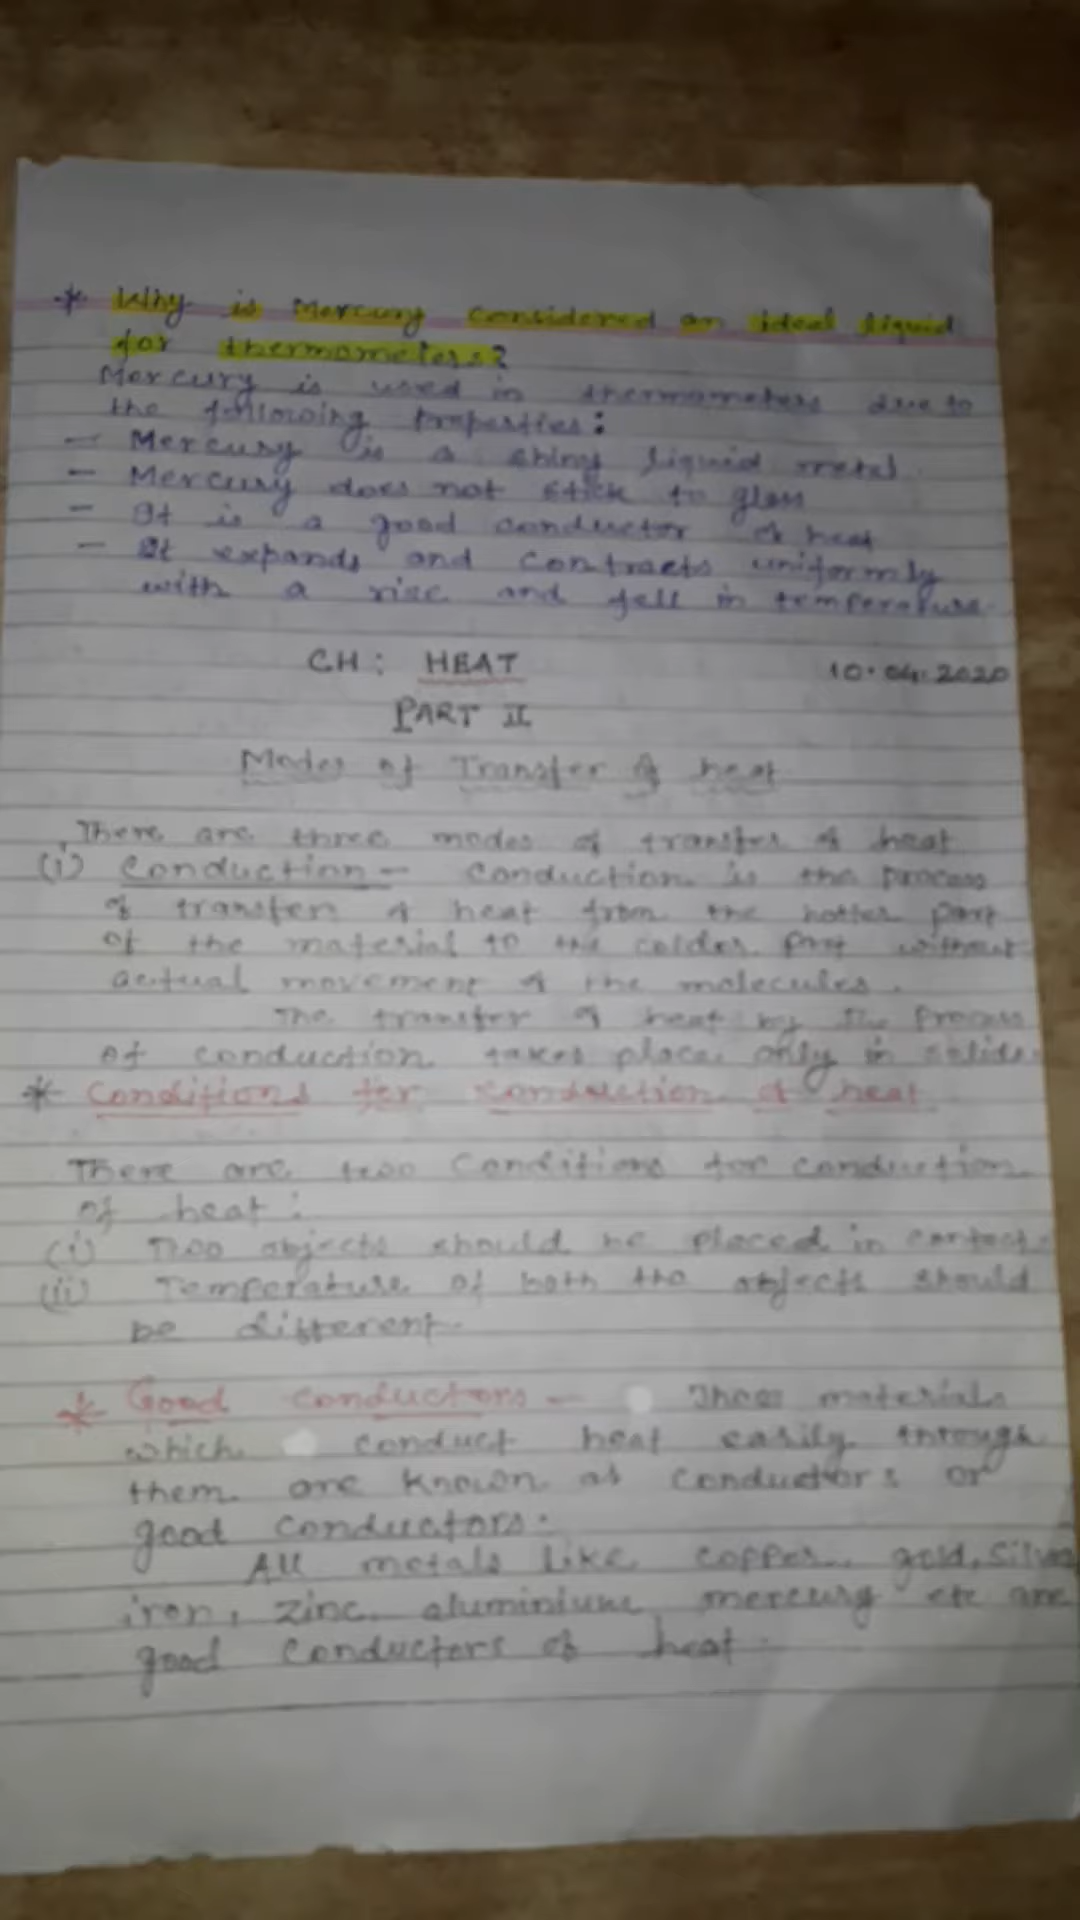 * Why is Mercury considered an ideal liquid
for thermometers?
Mercury is used in thermometers due to
the following properties:
- Mercury is a shiny liquid metal.
- Mercury does not stick to glass
- It is a good conductor of heat
- It expands and contracts uniformly
with a rise and fall in temperature.
CH: HEAT 10.04.2020
PART II
Modes of Transfer of heat
There are three modes of transfer of heat
(i) Conduction - Conduction is the process
of transfer of heat from the hotter part
of the material to the colder part without
actual movement of the molecules.
The transfer of heat by the process
of conduction takes place only in solids.
* Conditions for conduction of heat
There are two conditions for conduction
of heat:
(i) Two objects should be placed in contact.
(ii) Temperature of both the objects should
be different.
* Good conductors - Those materials
which conduct heat easily through
them are known as conductors or
good conductors.
All metals like copper, gold, silver
iron, zinc, aluminium, mercury etc are
good conductors of heat.